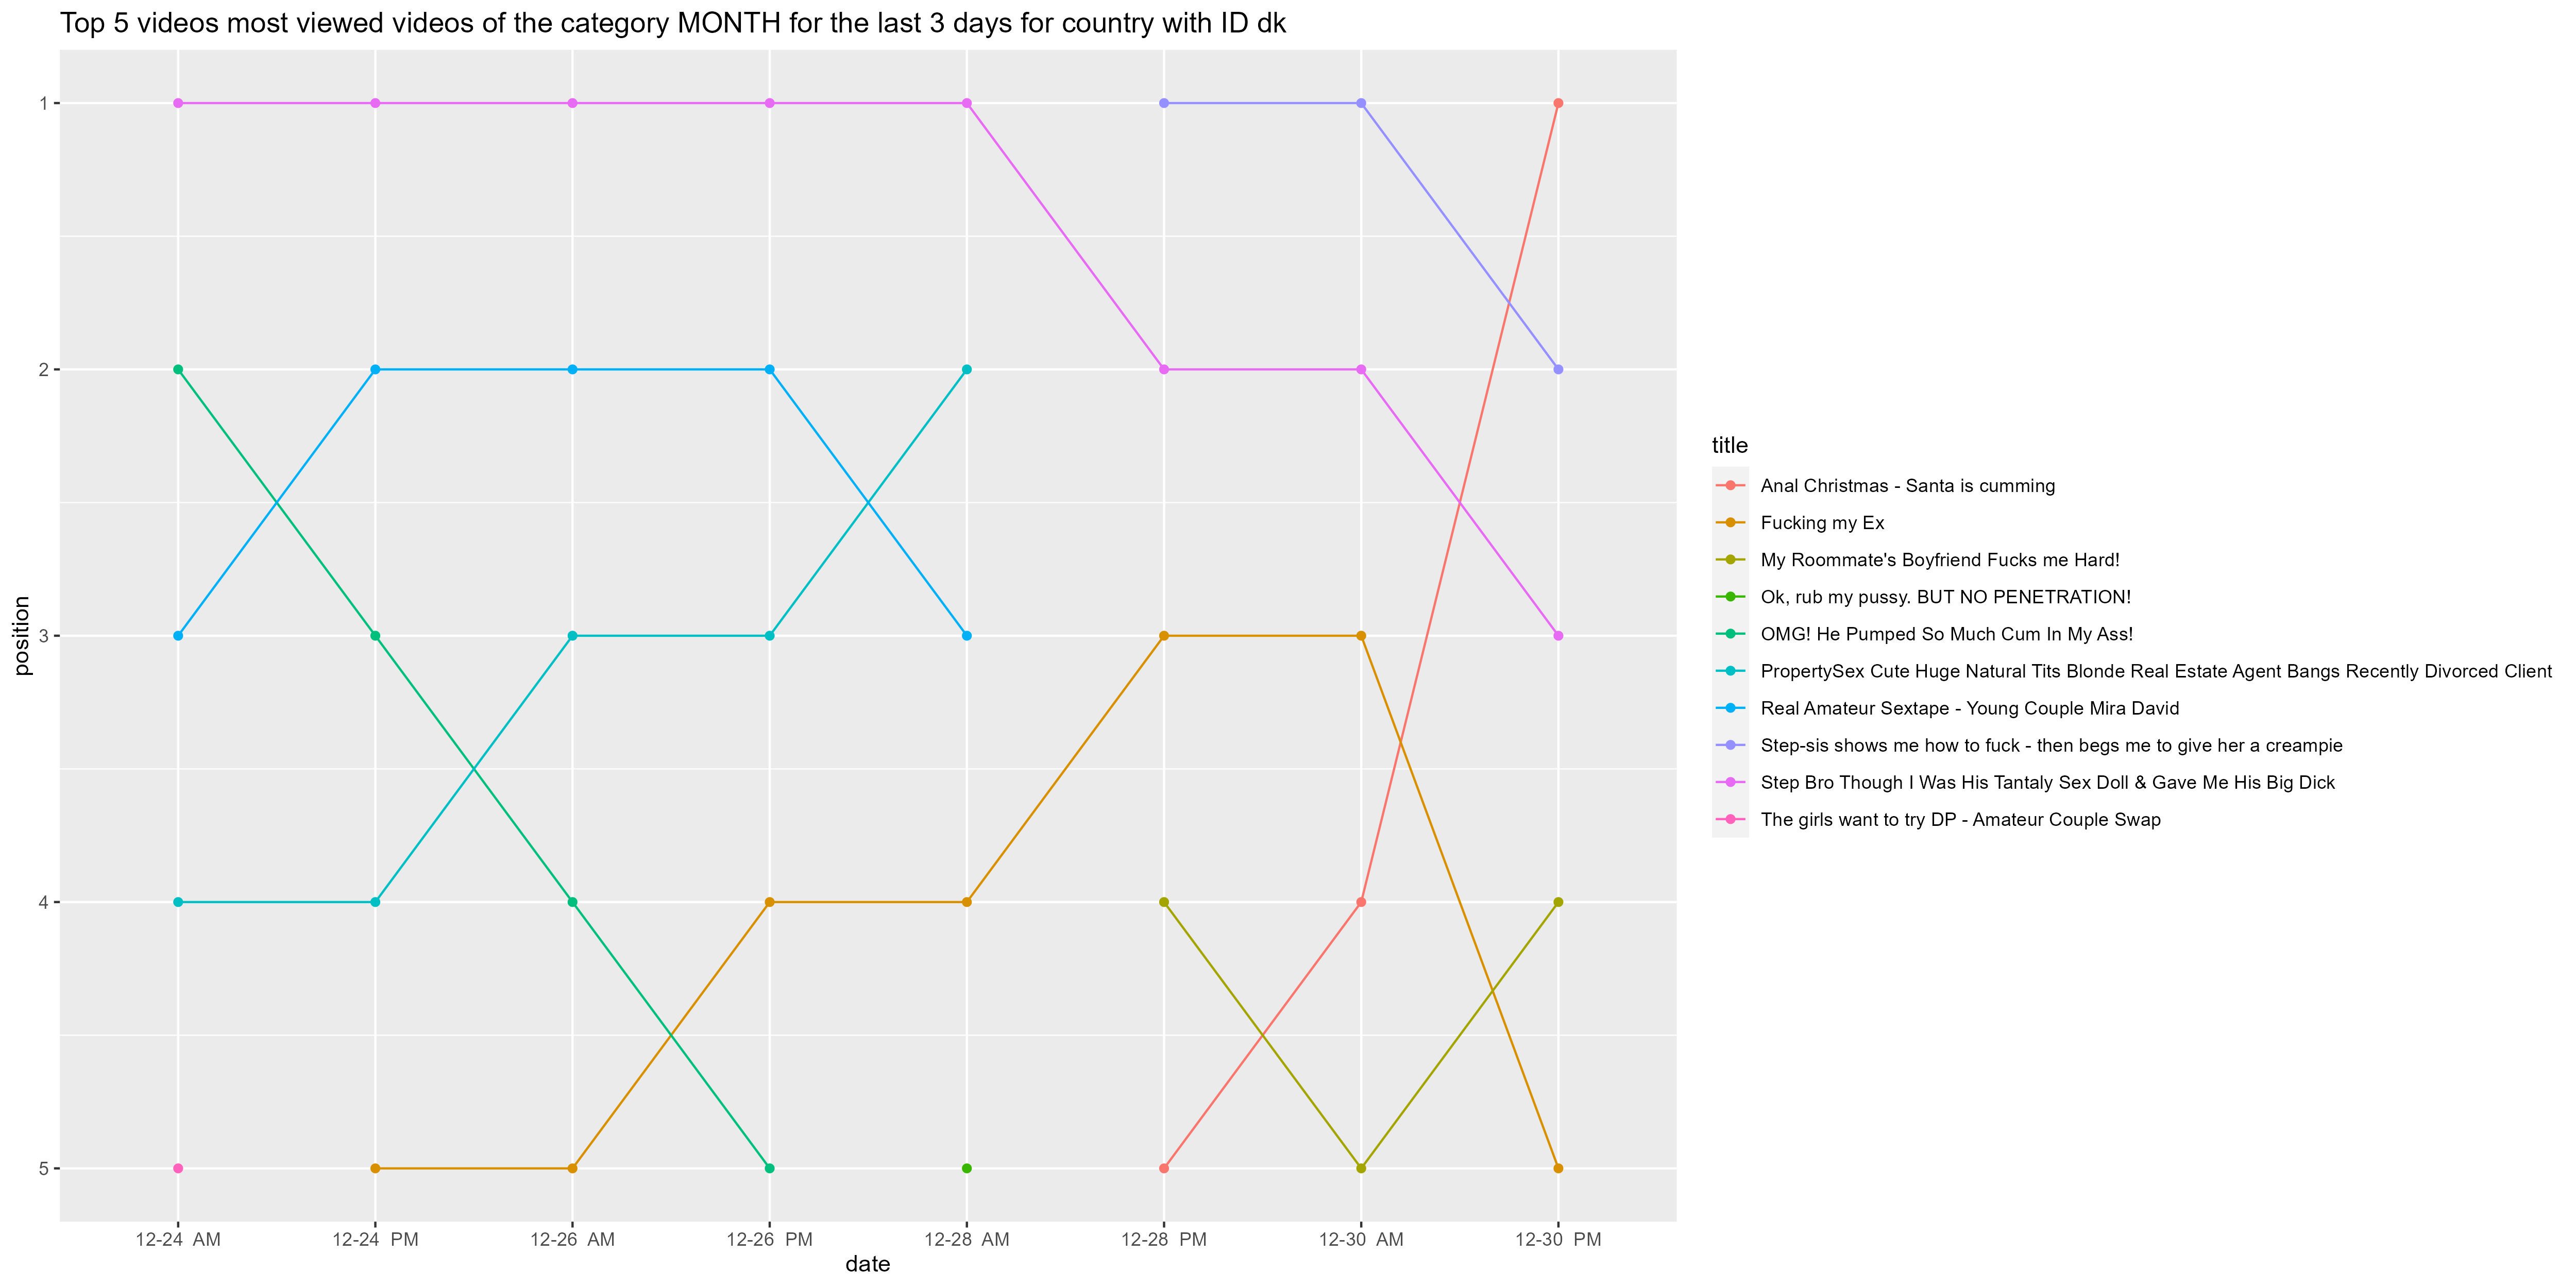 Top 5 videos most viewed videos of the category MONTH for the last 3 days for country with ID dk
1
2
3
4
5
position
12-24 AM
12-24 PM
12-26 AM
12-26 PM
12-28 AM
12-28 PM
12-30 AM
12-30 PM
date
title
Anal Christmas - Santa is cumming
Fucking my Ex
My Roommate's Boyfriend Fucks me Hard!
Ok, rub my pussy. BUT NO PENETRATION!
OMG! He Pumped So Much Cum In My Ass!
PropertySex Cute Huge Natural Tits Blonde Real Estate Agent Bangs Recently Divorced Client
Real Amateur Sextape - Young Couple Mira David
Step-sis shows me how to fuck - then begs me to give her a creampie
Step Bro Though I Was His Tantaly Sex Doll & Gave Me His Big Dick
The girls want to try DP - Amateur Couple Swap